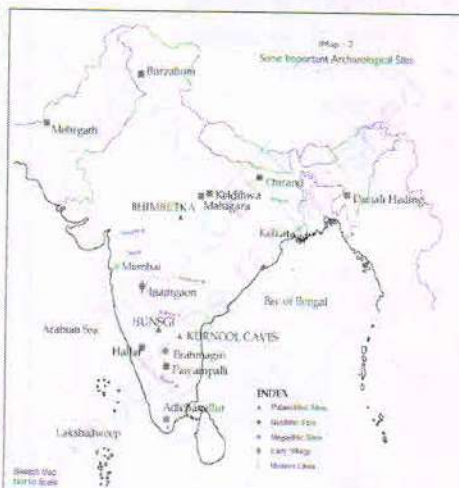 Map - 2
Some Important Archaeological Sites
Burzahom
Mehrgarh
Chirand
Koldihwa
Mahagara
Daojali Hading
BHIMBETKA
Kolkata
Mumbai
Inamgaon
Bay of Bengal
Arabian Sea
HUNSGI
KURNOOL CAVES
Hallur
Brahmagiri
Paiyampalli
Adichanallur
INDEX
Palaeolithic Sites
Neolithic Sites
Megalithic Sites
Early Village
Modern Cities
Lakshadweep
Sketch Map
Not to Scale